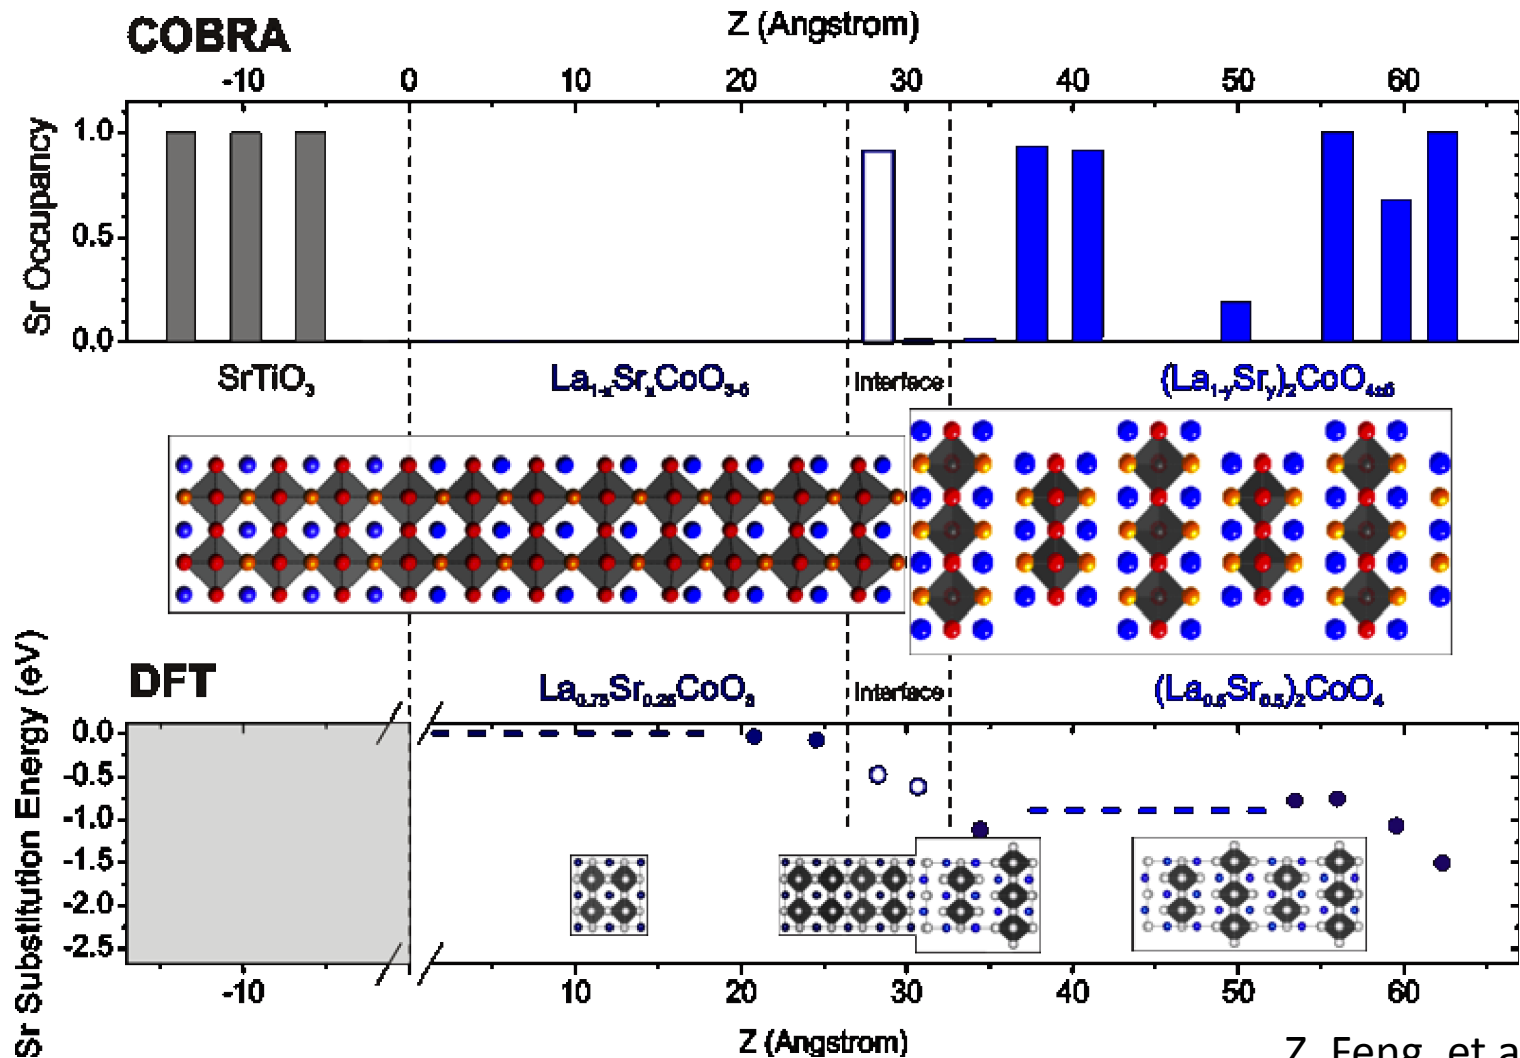 COBRA
Z (Angstrom)
-10 0 10 20 30 40 50 60
Sr Occupancy
1.0
0.5
0.0
SrTiO₃ La₁₋ₓSrₓCoO₃₋δ Interface (La₁₋ySry)₂CoO₄±δ
DFT
La₀.₇₅Sr₀.₂₅CoO₃ Interface (La₀.₅Sr₀.₅)₂CoO₄
Sr Substitution Energy (eV)
0.0
-0.5
-1.0
-1.5
-2.0
-2.5
-10 10 20 30 40 50 60
Z (Angstrom)
Z. Feng, et a